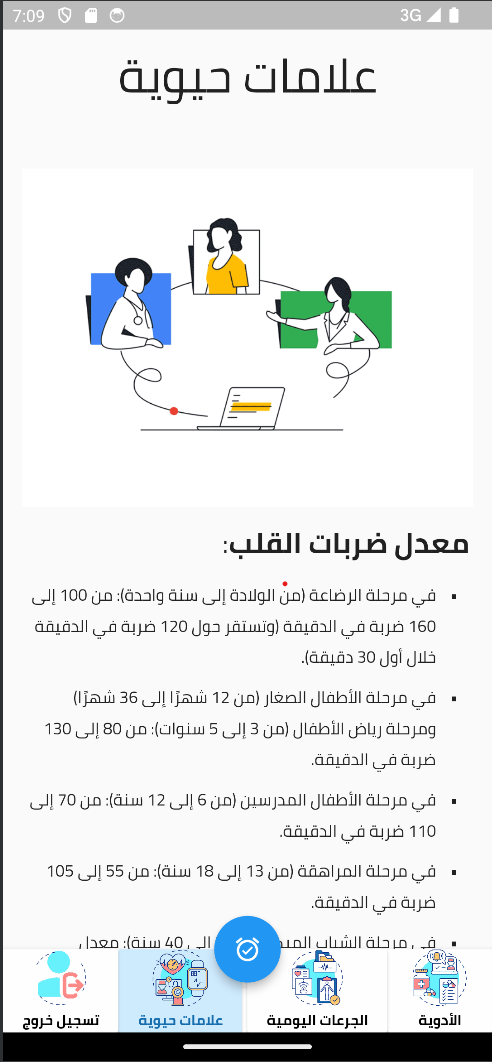 7:09
3G
علامات حيوية
معدل ضربات القلب:
▪ في مرحلة الرضاعة (من الولادة إلى سنة واحدة): من 100 إلى
160 ضربة في الدقيقة (وتستقر حول 120 ضربة في الدقيقة
خلال أول 30 دقيقة).
▪ في مرحلة الأطفال الصغار (من 12 شهرًا إلى 36 شهرًا)
ومرحلة رياض الأطفال (من 3 إلى 5 سنوات): من 80 إلى 130
ضربة في الدقيقة.
▪ في مرحلة الأطفال المدرسين (من 6 إلى 12 سنة): من 70 إلى
110 ضربة في الدقيقة.
▪ في مرحلة المراهقة (من 13 إلى 18 سنة): من 55 إلى 105
ضربة في الدقيقة.
▪ في مرحلة الشباب إلى 40 سنة): معدل
الأدوية
الجرعات اليومية
علامات حيوية
تسجيل خروج